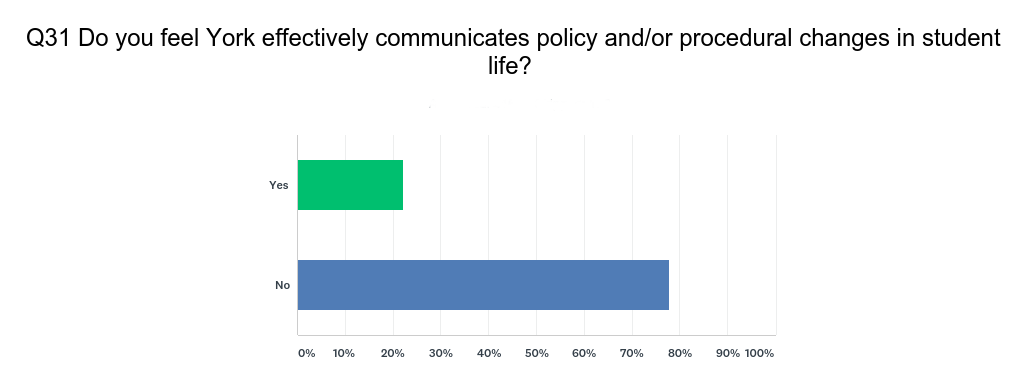 Q31 Do you feel York effectively communicates policy and/or procedural changes in student
life?
Yes
No
0% 10% 20% 30% 40% 50% 60% 70% 80% 90% 100%